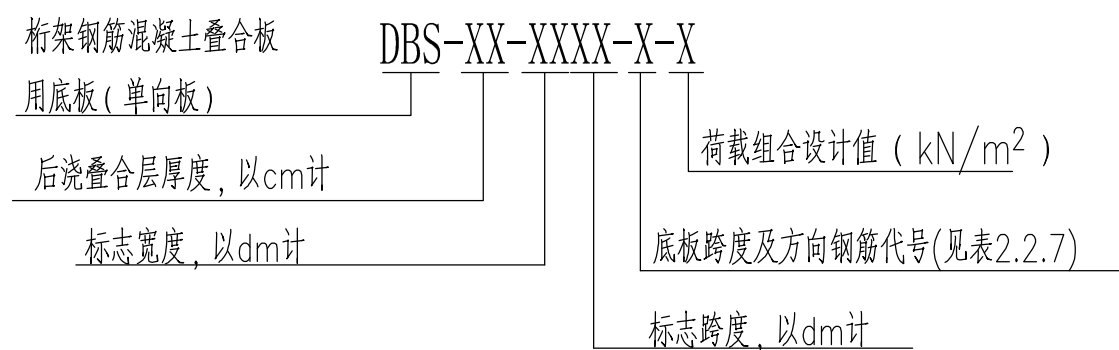 桁架钢筋混凝土叠合板
用底板(单向板)
DBS-XX-XXXX-X-X
荷载组合设计值(kN/m²)
后浇叠合层厚度,以cm计
标志宽度,以dm计
底板跨度及方向钢筋代号(见表2.2.7)
标志跨度,以dm计